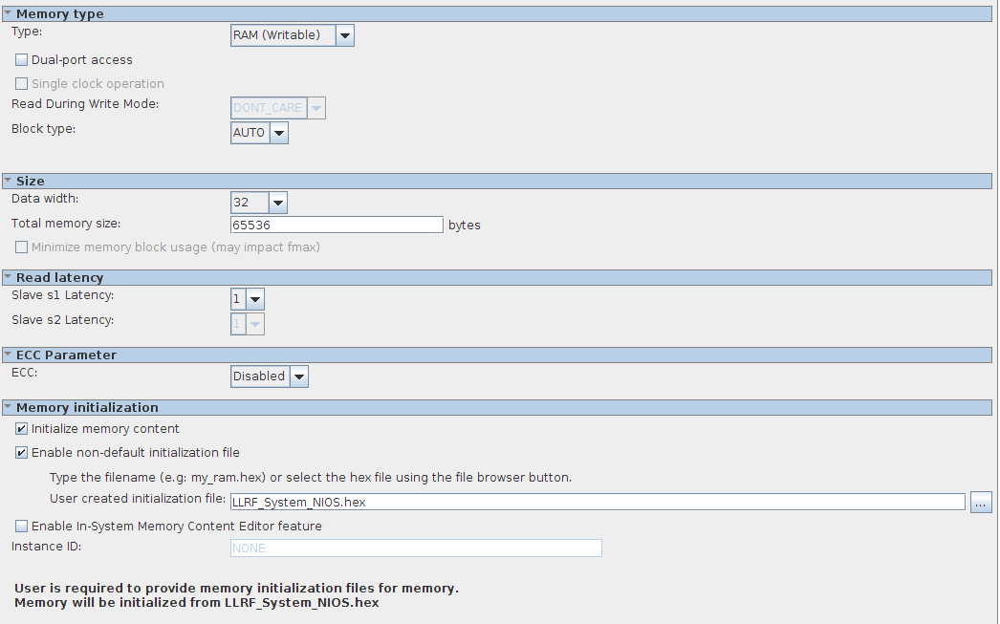 Memory type
Type: RAM (Writable)
Dual-port access
Single clock operation
Read During Write Mode: DONT_CARE
Block type: AUTO
Size
Data width: 32
Total memory size: 65536 bytes
Minimize memory block usage (may impact fmax)
Read latency
Slave s1 Latency: 1
Slave s2 Latency: 1
ECC Parameter
ECC: Disabled
Memory initialization
Initialize memory content
Enable non-default initialization file
Type the filename (e.g: my_ram.hex) or select the hex file using the file browser button.
User created initialization file: LLRF_System_NIOS.hex ...
Enable In-System Memory Content Editor feature
Instance ID: NONE
User is required to provide memory initialization files for memory.
Memory will be initialized from LLRF_System_NIOS.hex